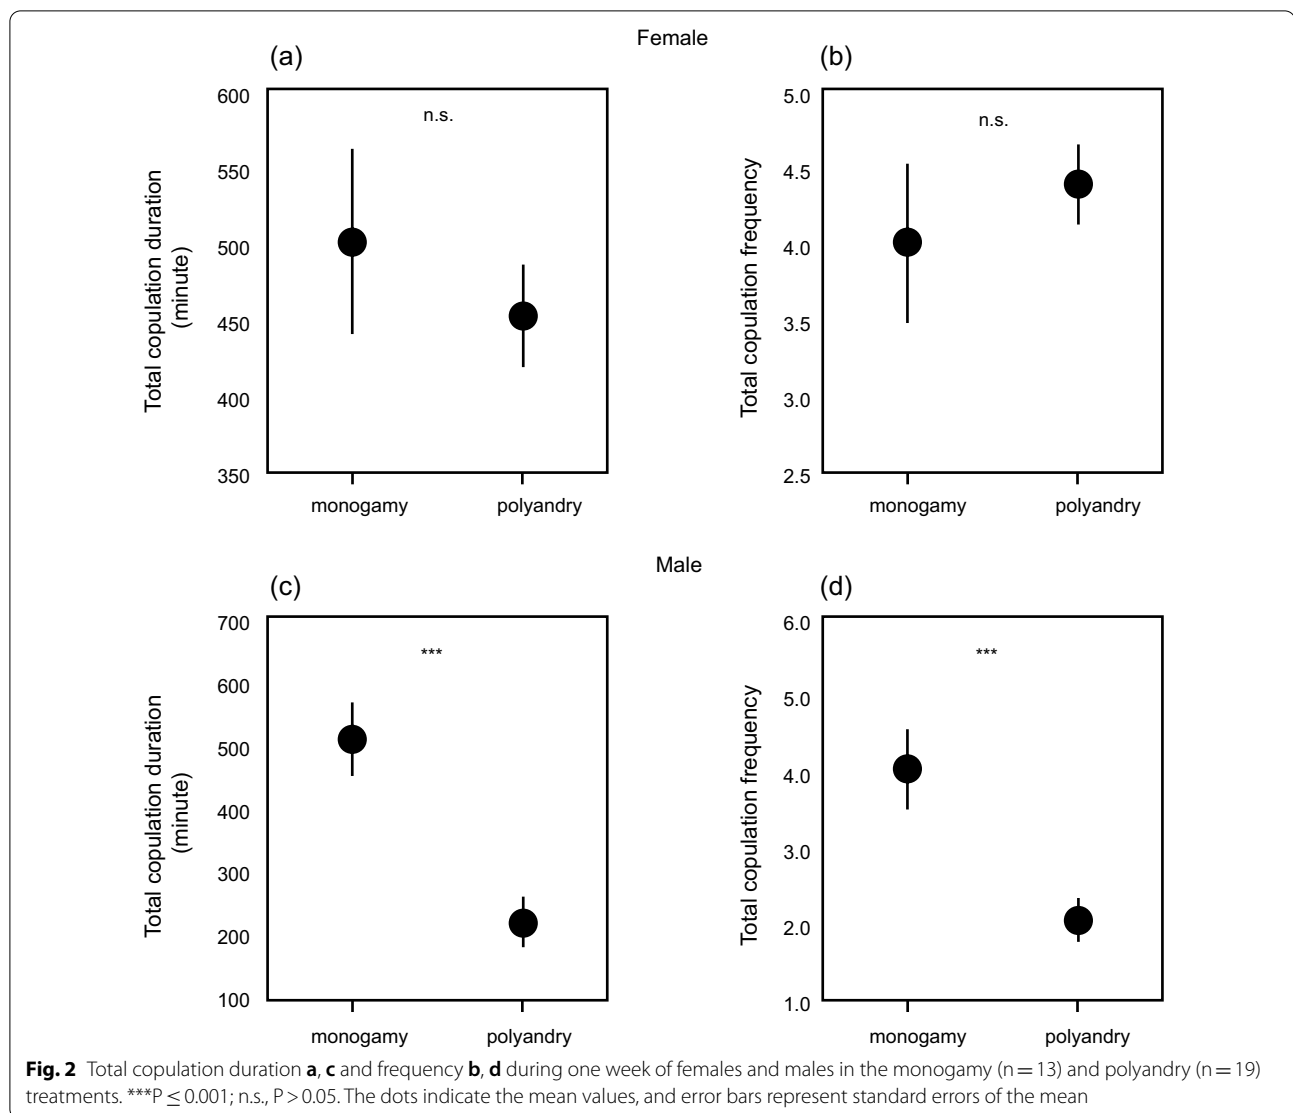 Female
(a)
(b)
600
550
500
450
400
350
Total copulation duration
(minute)
n.s.
monogamy
polyandry
5.0
4.5
4.0
3.5
3.0
2.5
Total copulation frequency
n.s.
monogamy
polyandry
Male
(c)
(d)
700
600
500
400
300
200
100
Total copulation duration
(minute)
***
monogamy
polyandry
6.0
5.0
4.0
3.0
2.0
1.0
Total copulation frequency
***
monogamy
polyandry
Fig. 2 Total copulation duration a, c and frequency b, d during one week of females and males in the monogamy (n = 13) and polyandry (n = 19)
treatments. ***P ≤ 0.001; n.s., P > 0.05. The dots indicate the mean values, and error bars represent standard errors of the mean